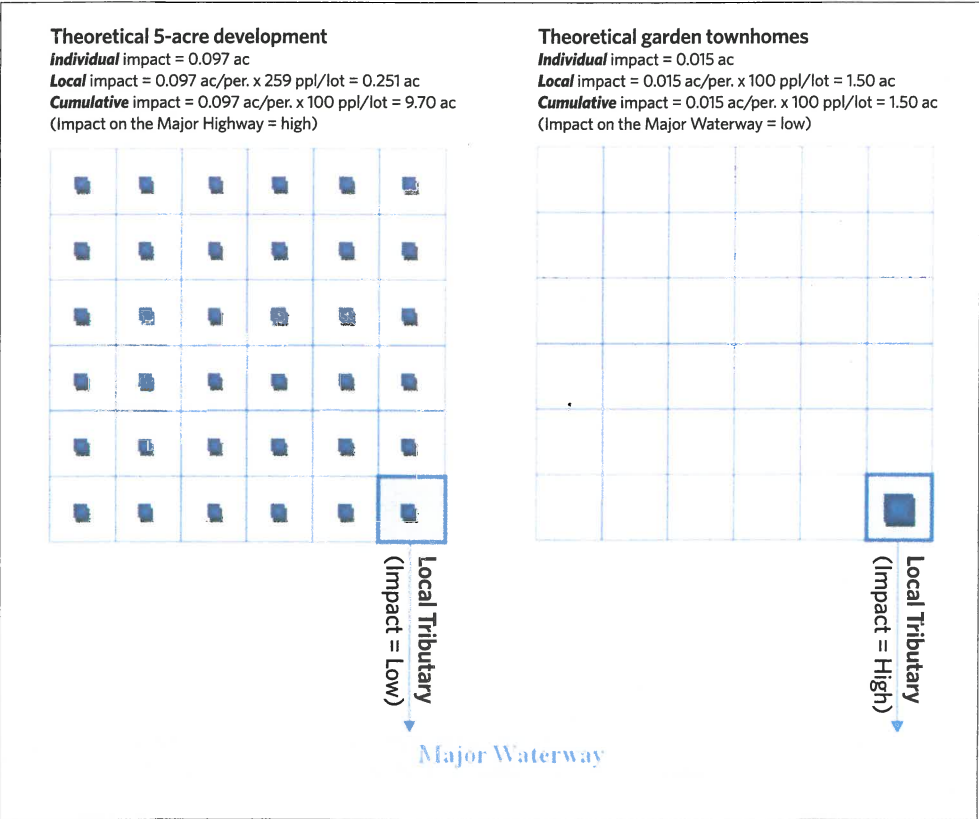 Theoretical 5-acre development
Individual impact = 0.097 ac
Local impact = 0.097 ac/per. x 259 ppl/lot = 0.251 ac
Cumulative impact = 0.097 ac/per. x 100 ppl/lot = 9.70 ac
(Impact on the Major Highway = high)
Theoretical garden townhomes
Individual impact = 0.015 ac
Local impact = 0.015 ac/per. x 100 ppl/lot = 1.50 ac
Cumulative impact = 0.015 ac/per. x 100 ppl/lot = 1.50 ac
(Impact on the Major Waterway = low)
Local Tributary
(Impact = Low)
Local Tributary
(Impact = High)
Major Waterway